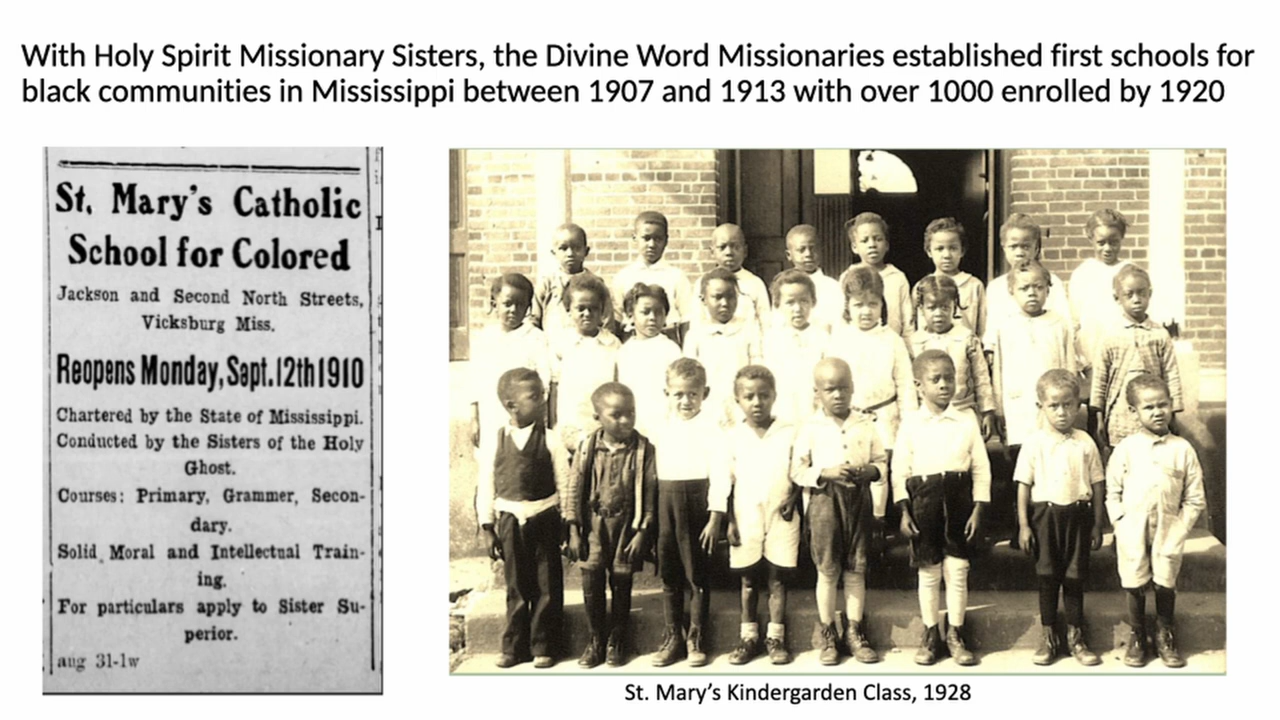 With Holy Spirit Missionary Sisters, the Divine Word Missionaries established first schools for
black communities in Mississippi between 1907 and 1913 with over 1000 enrolled by 1920
St. Mary's Catholic
School for Colored
Jackson and Second North Streets,
Vicksburg Miss.
Reopens Monday, Sapt. 12th 1910
Chartered by the State of Mississippi.
Conducted by the Sisters of the Holy
Ghost.
Courses: Primary, Grammer, Secon-
dary.
Solid Moral and Intellectual Train-
ing.
For particulars apply to Sister Su-
perior.
aug 31-1w
St. Mary’s Kindergarden Class, 1928